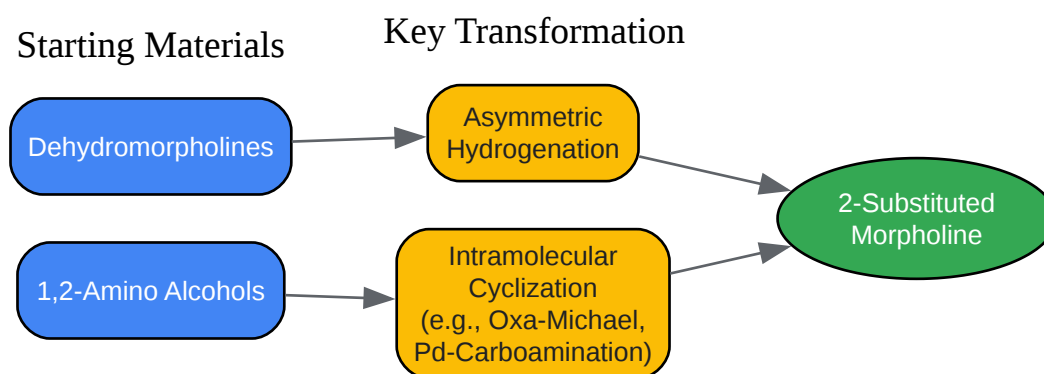 Starting Materials
Key Transformation
Dehydromorpholines
Asymmetric
Hydrogenation
1,2-Amino Alcohols
Intramolecular
Cyclization
(e.g., Oxa-Michael,
Pd-Carboamination)
2-Substituted
Morpholine